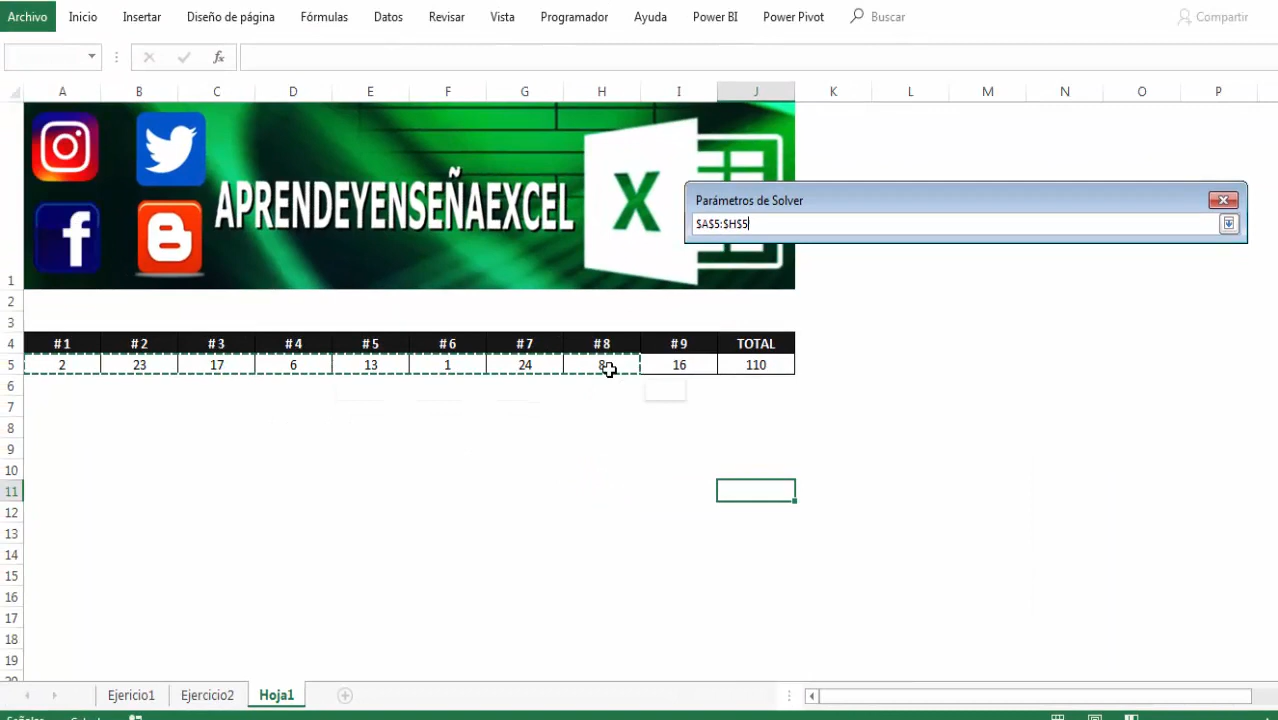 Archivo Inicio Insertar Diseño de página Fórmulas Datos Revisar Vista Programador Ayuda Power BI Power Pivot Buscar Compartir
fx
A B C D E F G H I J K L M N O P
APRENDEYENSEÑAEXCEL
X
Parámetros de Solver
$A$5:$H$5
1
2
3
4 #1 #2 #3 #4 #5 #6 #7 #8 #9 TOTAL
5 2 23 17 6 13 1 24 8 16 110
6
7
8
9
10
11
12
13
14
15
16
17
18
19
Ejericio1 Ejercicio2 Hoja1